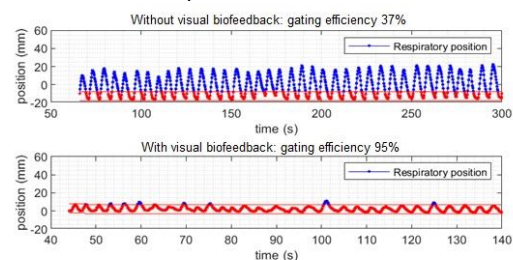 Without visual biofeedback: gating efficiency 37%
60
40
20
0
-20
position (mm)
Respiratory position
50 100 150 200 250 300
time (s)
With visual biofeedback: gating efficiency 95%
60
40
20
0
-20
position (mm)
Respiratory position
40 50 60 70 80 90 100 110 120 130 140
time (s)